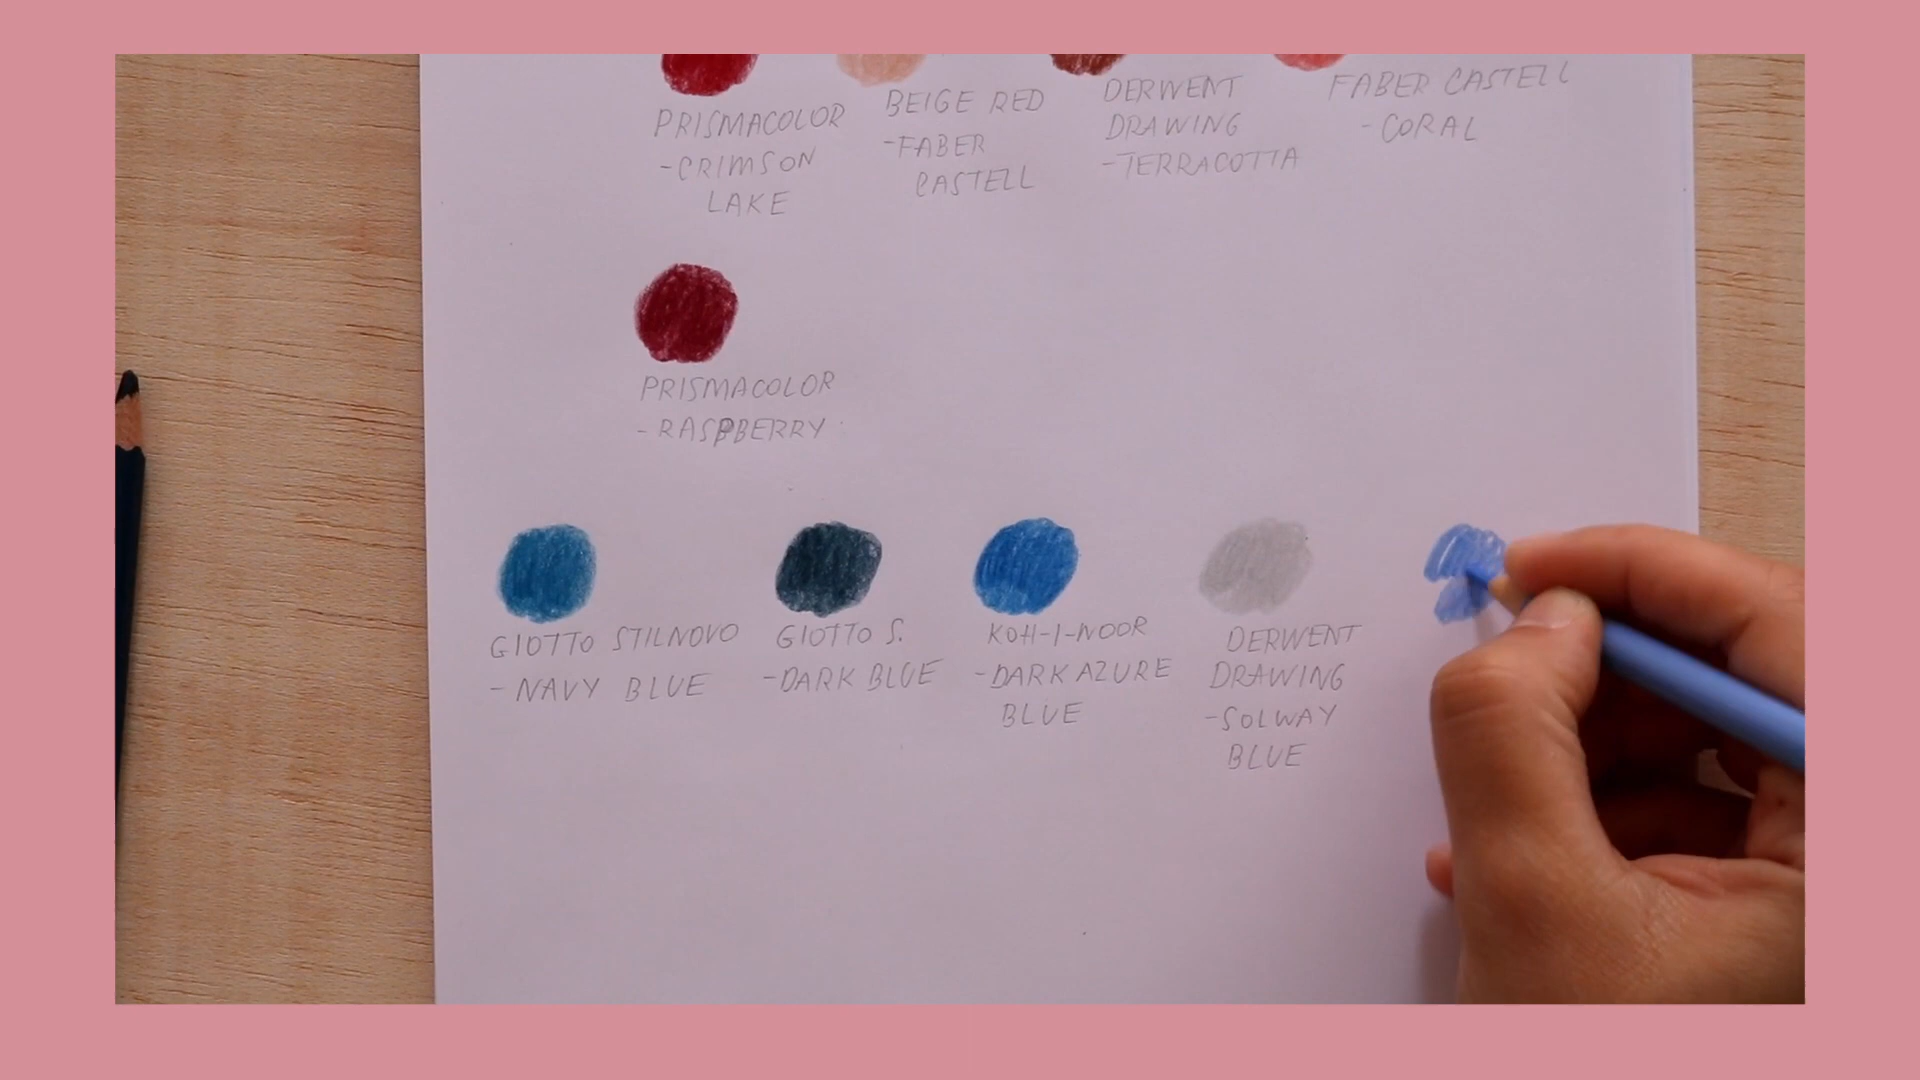 PRISMACOLOR
-CRIMSON
LAKE
BEIGE RED
-FABER
CASTELL
DERWENT
DRAWING
-TERRACOTTA
FABER CASTELL
-CORAL
PRISMACOLOR
-RASPBERRY
GIOTTO STILNOVO
- NAVY BLUE
GIOTTO S.
-DARK BLUE
KOH-I-NOOR
-DARK AZURE
BLUE
DERWENT
DRAWING
-SOLWAY
BLUE